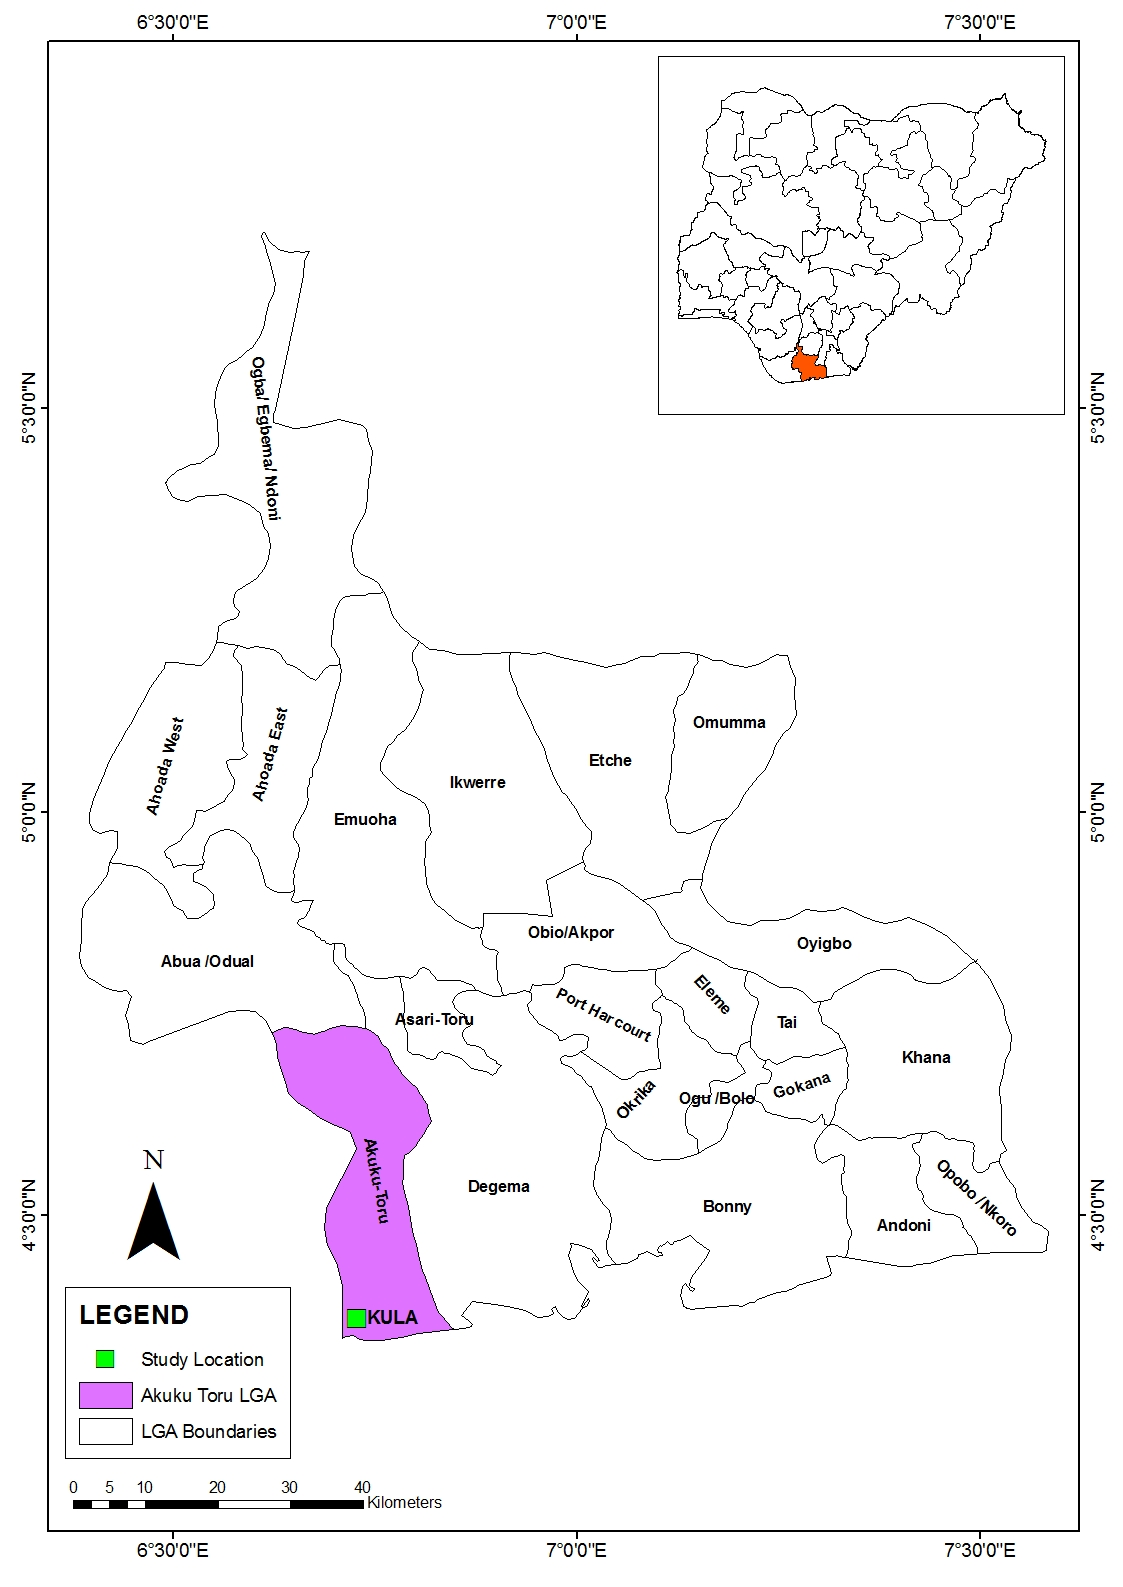 6°30'0"E 7°0'0"E 7°30'0"E
5°30'0"N 5°30'0"N
Ogba/ Egbema/ Ndoni
Ahoada West
Ahoada East
Omumma
Etche
Ikwerre
Emuoha
5°0'0"N 5°0'0"N
Obio/Akpor
Oyigbo
Abua /Odual
Eleme
Port Harcourt
Asari-Toru
Tai
Khana
Gokana
Okrika
Ogu /Bolo
Akuku-Toru
Degema
Bonny
Andoni
Opobo /Nkoro
N
4°30'0"N 4°30'0"N
KULA
LEGEND
Study Location
Akuku Toru LGA
LGA Boundaries
0 5 10 20 30 40
Kilometers
6°30'0"E 7°0'0"E 7°30'0"E